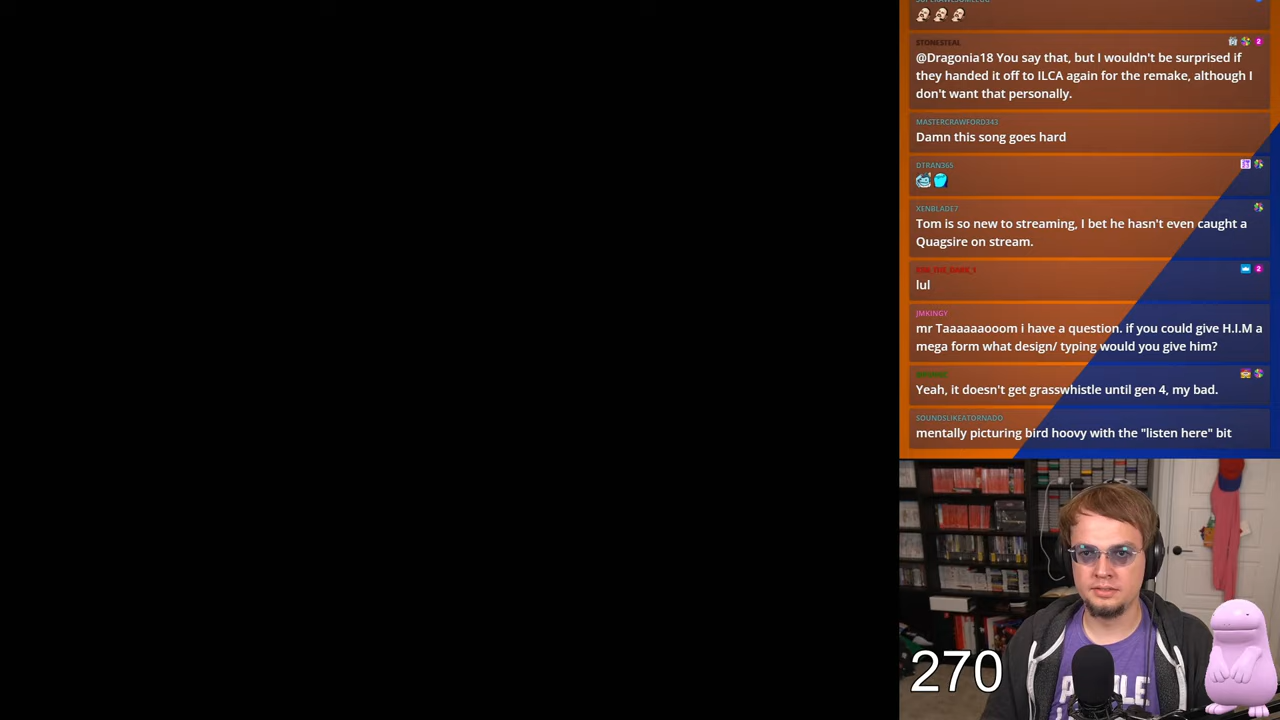 STONESTEAL
@Dragonia18 You say that, but I wouldn't be surprised if
they handed it off to ILCA again for the remake, although I
don't want that personally.
MASTERCRAWFORD343
Damn this song goes hard
DTRAN365
XENBLADE7
Tom is so new to streaming, I bet he hasn't even caught a
Quagsire on stream.
lul
JMKINGY
mr Taaaaaaooom i have a question. if you could give H.I.M a
mega form what design/ typing would you give him?
Yeah, it doesn't get grasswhistle until gen 4, my bad.
SOUNDSLIKEATORNADO
mentally picturing bird hoovy with the "listen here" bit
270